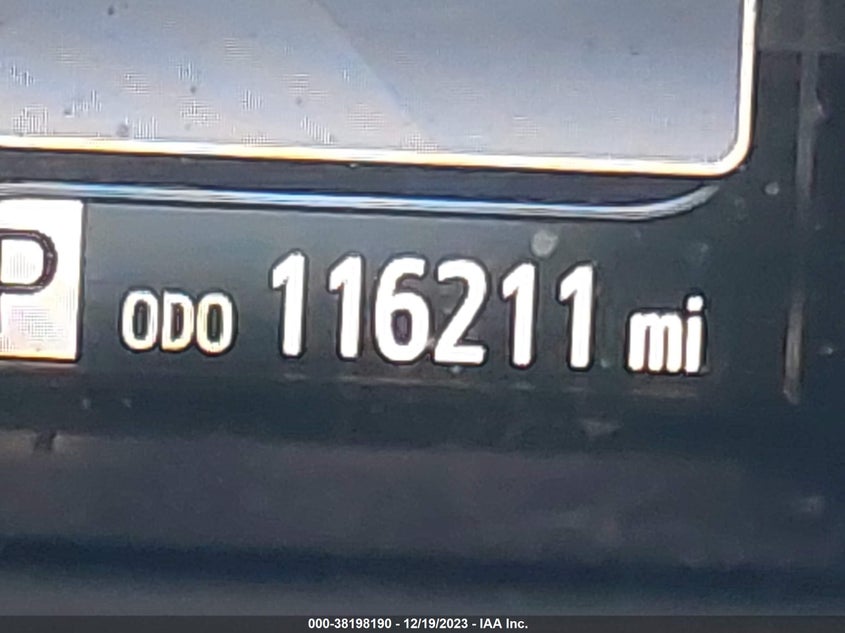 P ODO 116211 mi
000-38198190 - 12/19/2023 - IAA Inc.